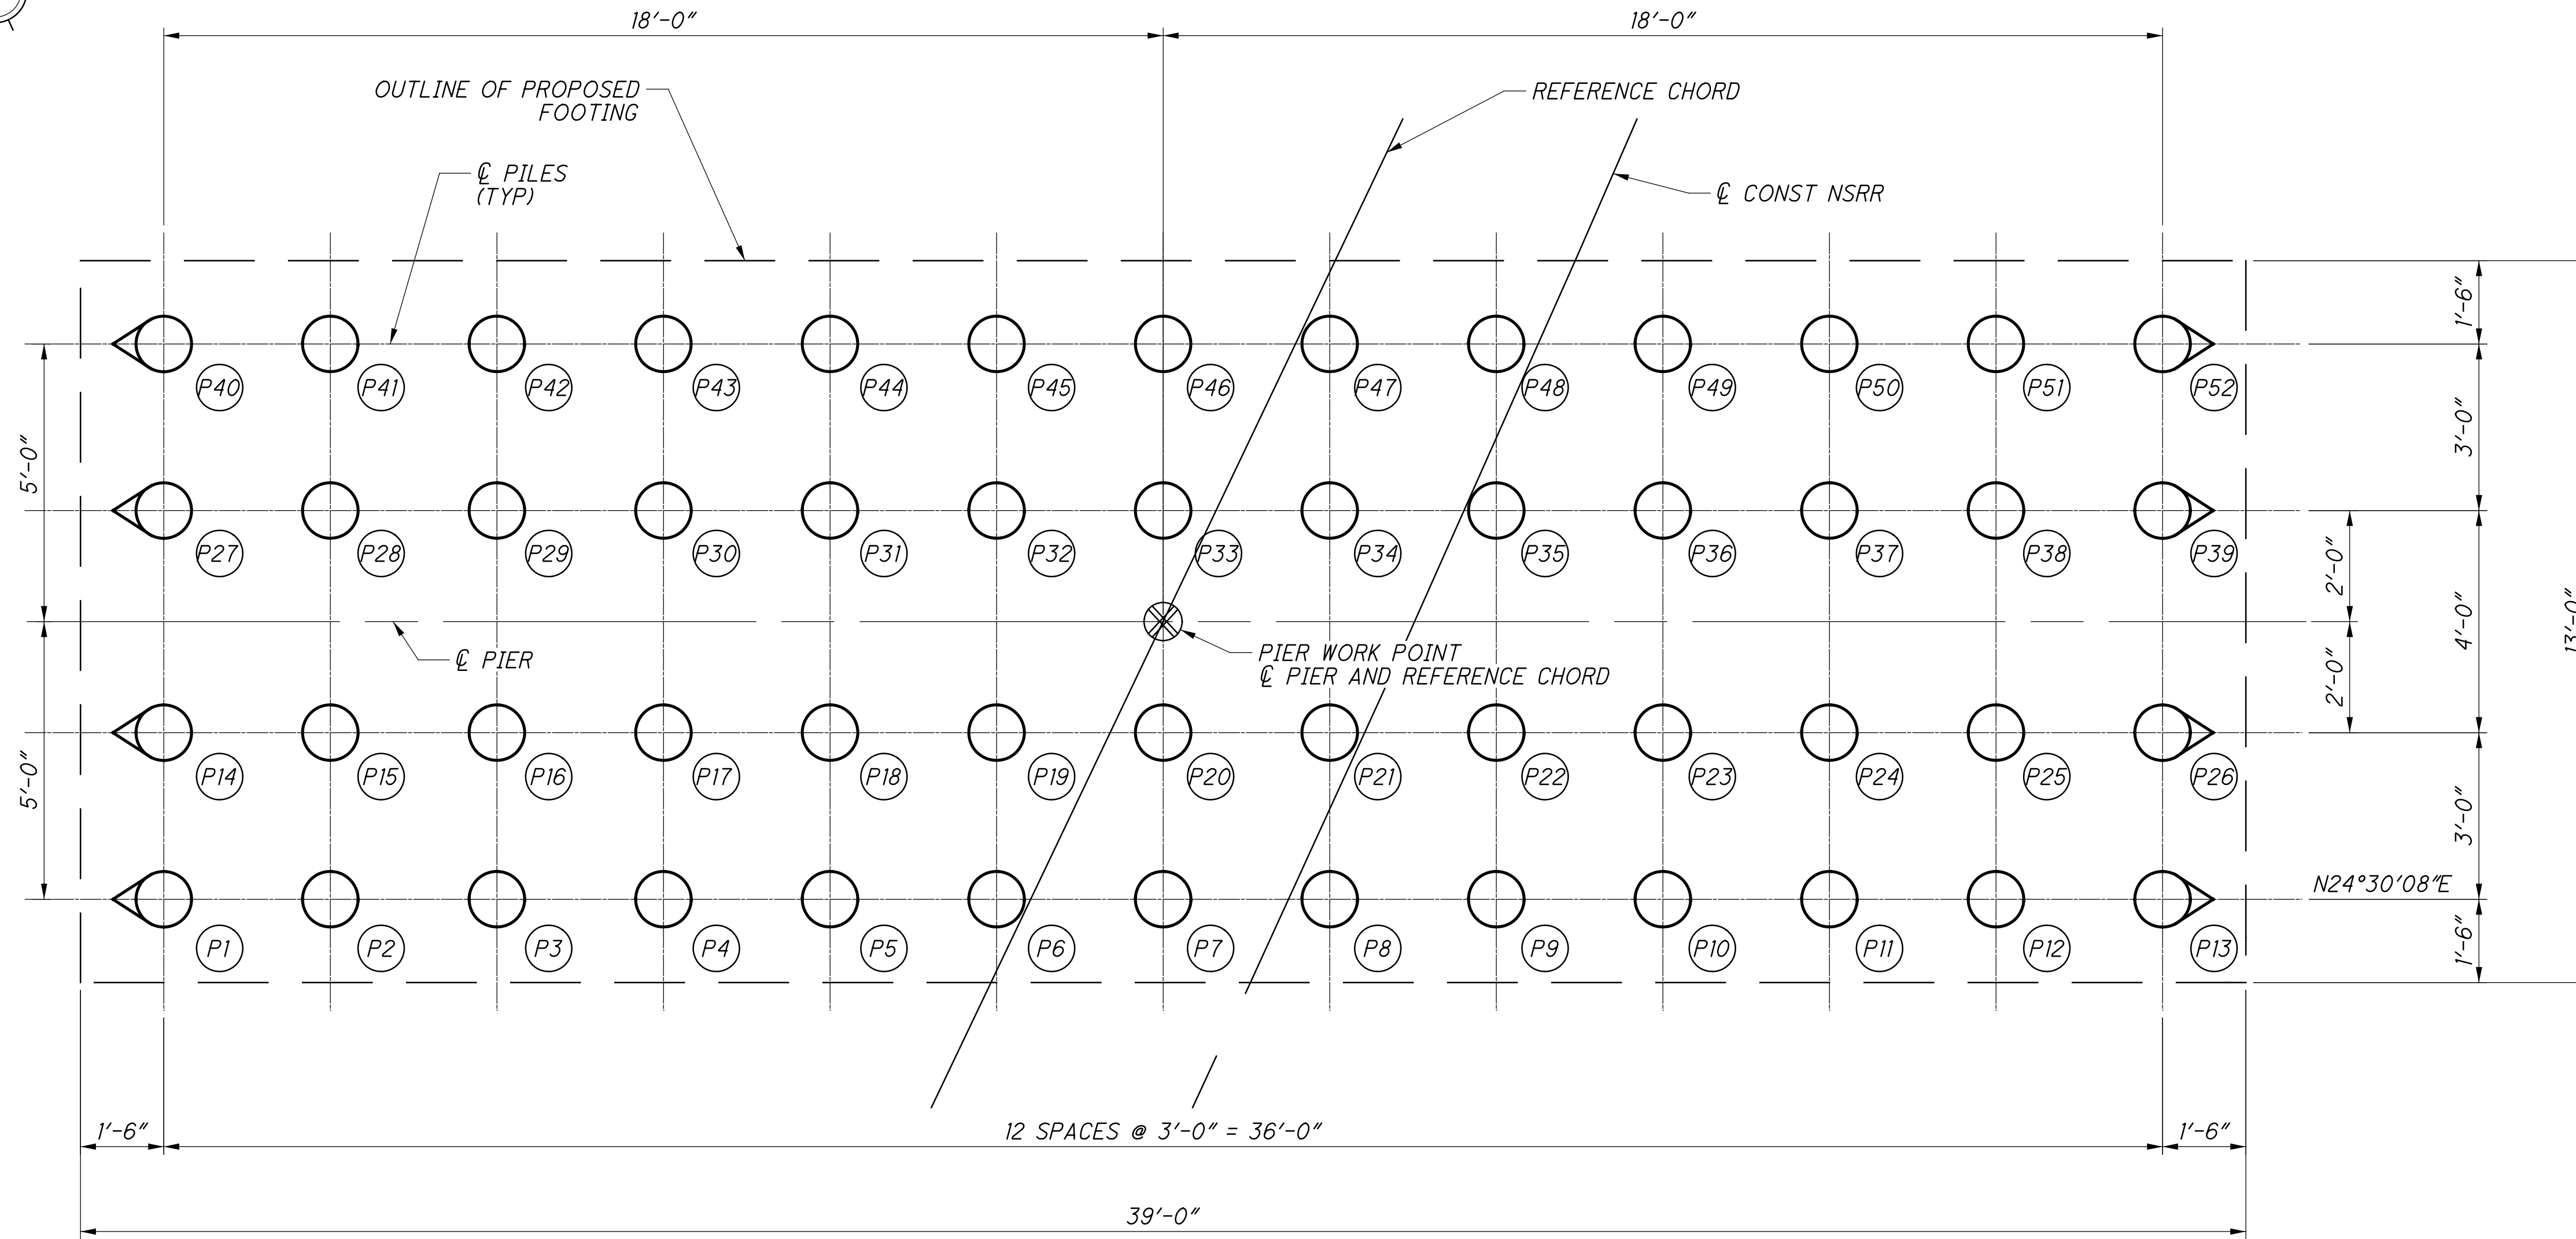 18'-0" 18'-0"
OUTLINE OF PROPOSED
FOOTING
REFERENCE CHORD
℄ PILES
(TYP)
℄ CONST NSRR
1'-6"
P40 P41 P42 P43 P44 P45 P46 P47 P48 P49 P50 P51 P52
5'-0"
3'-0"
P27 P28 P29 P30 P31 P32 P33 P34 P35 P36 P37 P38 P39
2'-0"
4'-0"
13'-0"
℄ PIER
PIER WORK POINT
℄ PIER AND REFERENCE CHORD
2'-0"
P14 P15 P16 P17 P18 P19 P20 P21 P22 P23 P24 P25 P26
5'-0"
3'-0"
N24°30'08"E
P1 P2 P3 P4 P5 P6 P7 P8 P9 P10 P11 P12 P13
1'-6"
1'-6" 12 SPACES @ 3'-0" = 36'-0" 1'-6"
39'-0"